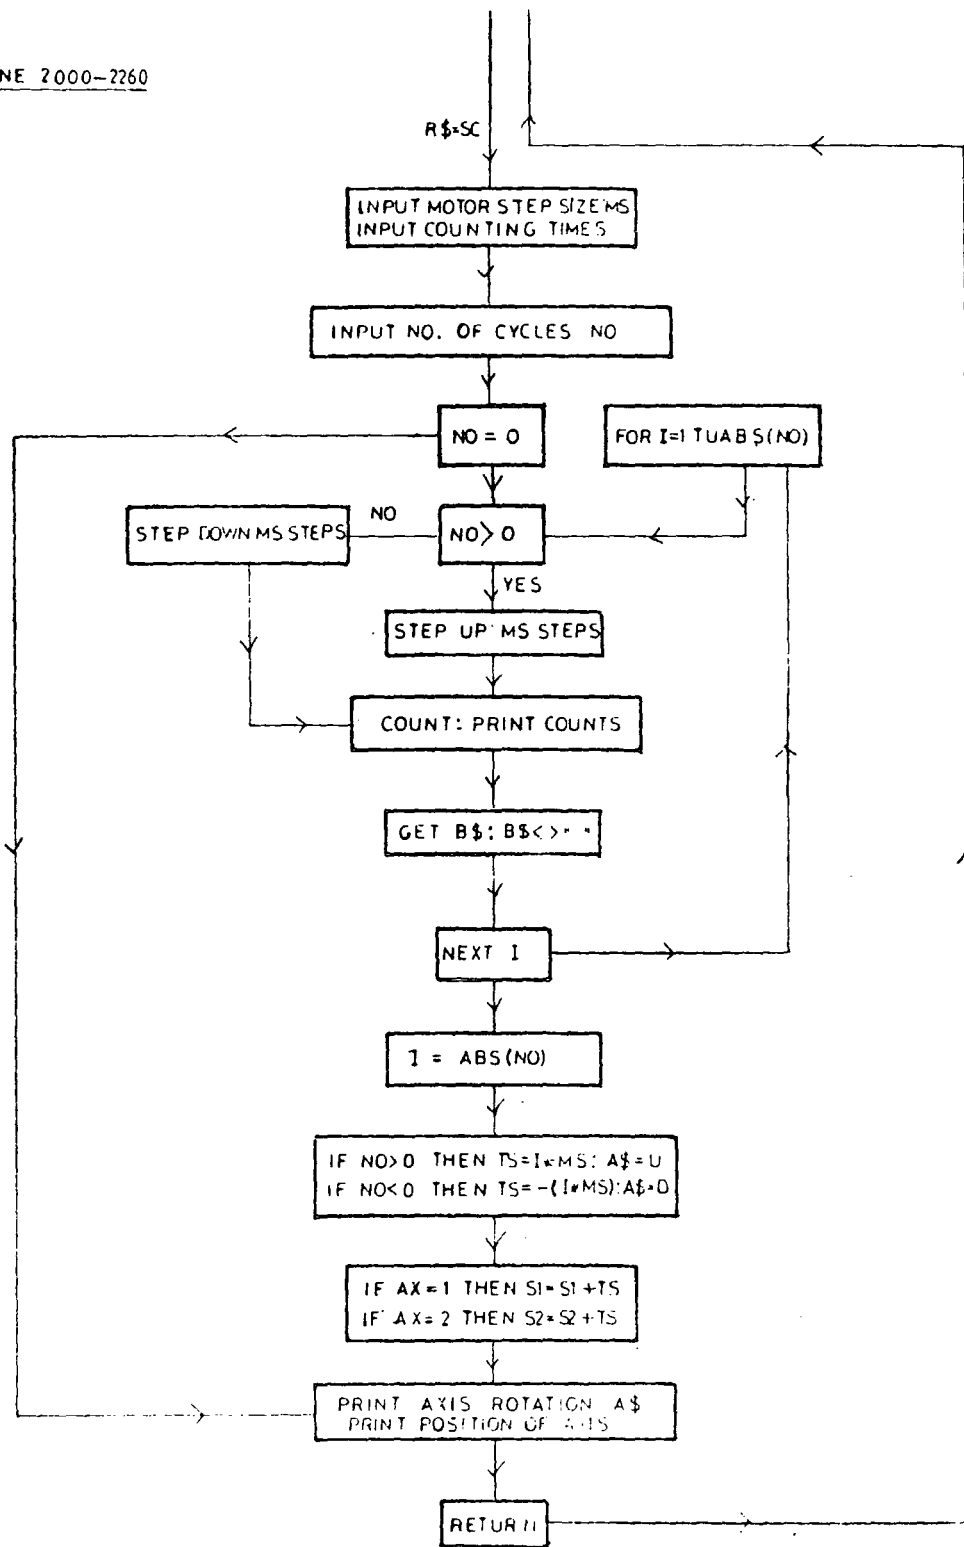 NE 2000-2260
R$=SC
INPUT MOTOR STEP SIZE MS
INPUT COUNTING TIMES
INPUT NO. OF CYCLES NO
NO = 0
FOR I=1 TUABS(NO)
NO
STEP DOWN MS STEPS
NO>0
YES
STEP UP MS STEPS
COUNT: PRINT COUNTS
GET B$: B$<>" "
NEXT I
I = ABS(NO)
IF NO>0 THEN TS=I*MS: A$=U
IF NO<0 THEN TS=-(I*MS):A$=D
IF AX=1 THEN S1=S1+TS
IF AX=2 THEN S2=S2+TS
PRINT AXIS ROTATION A$
PRINT POSITION OF AXIS
RETURN